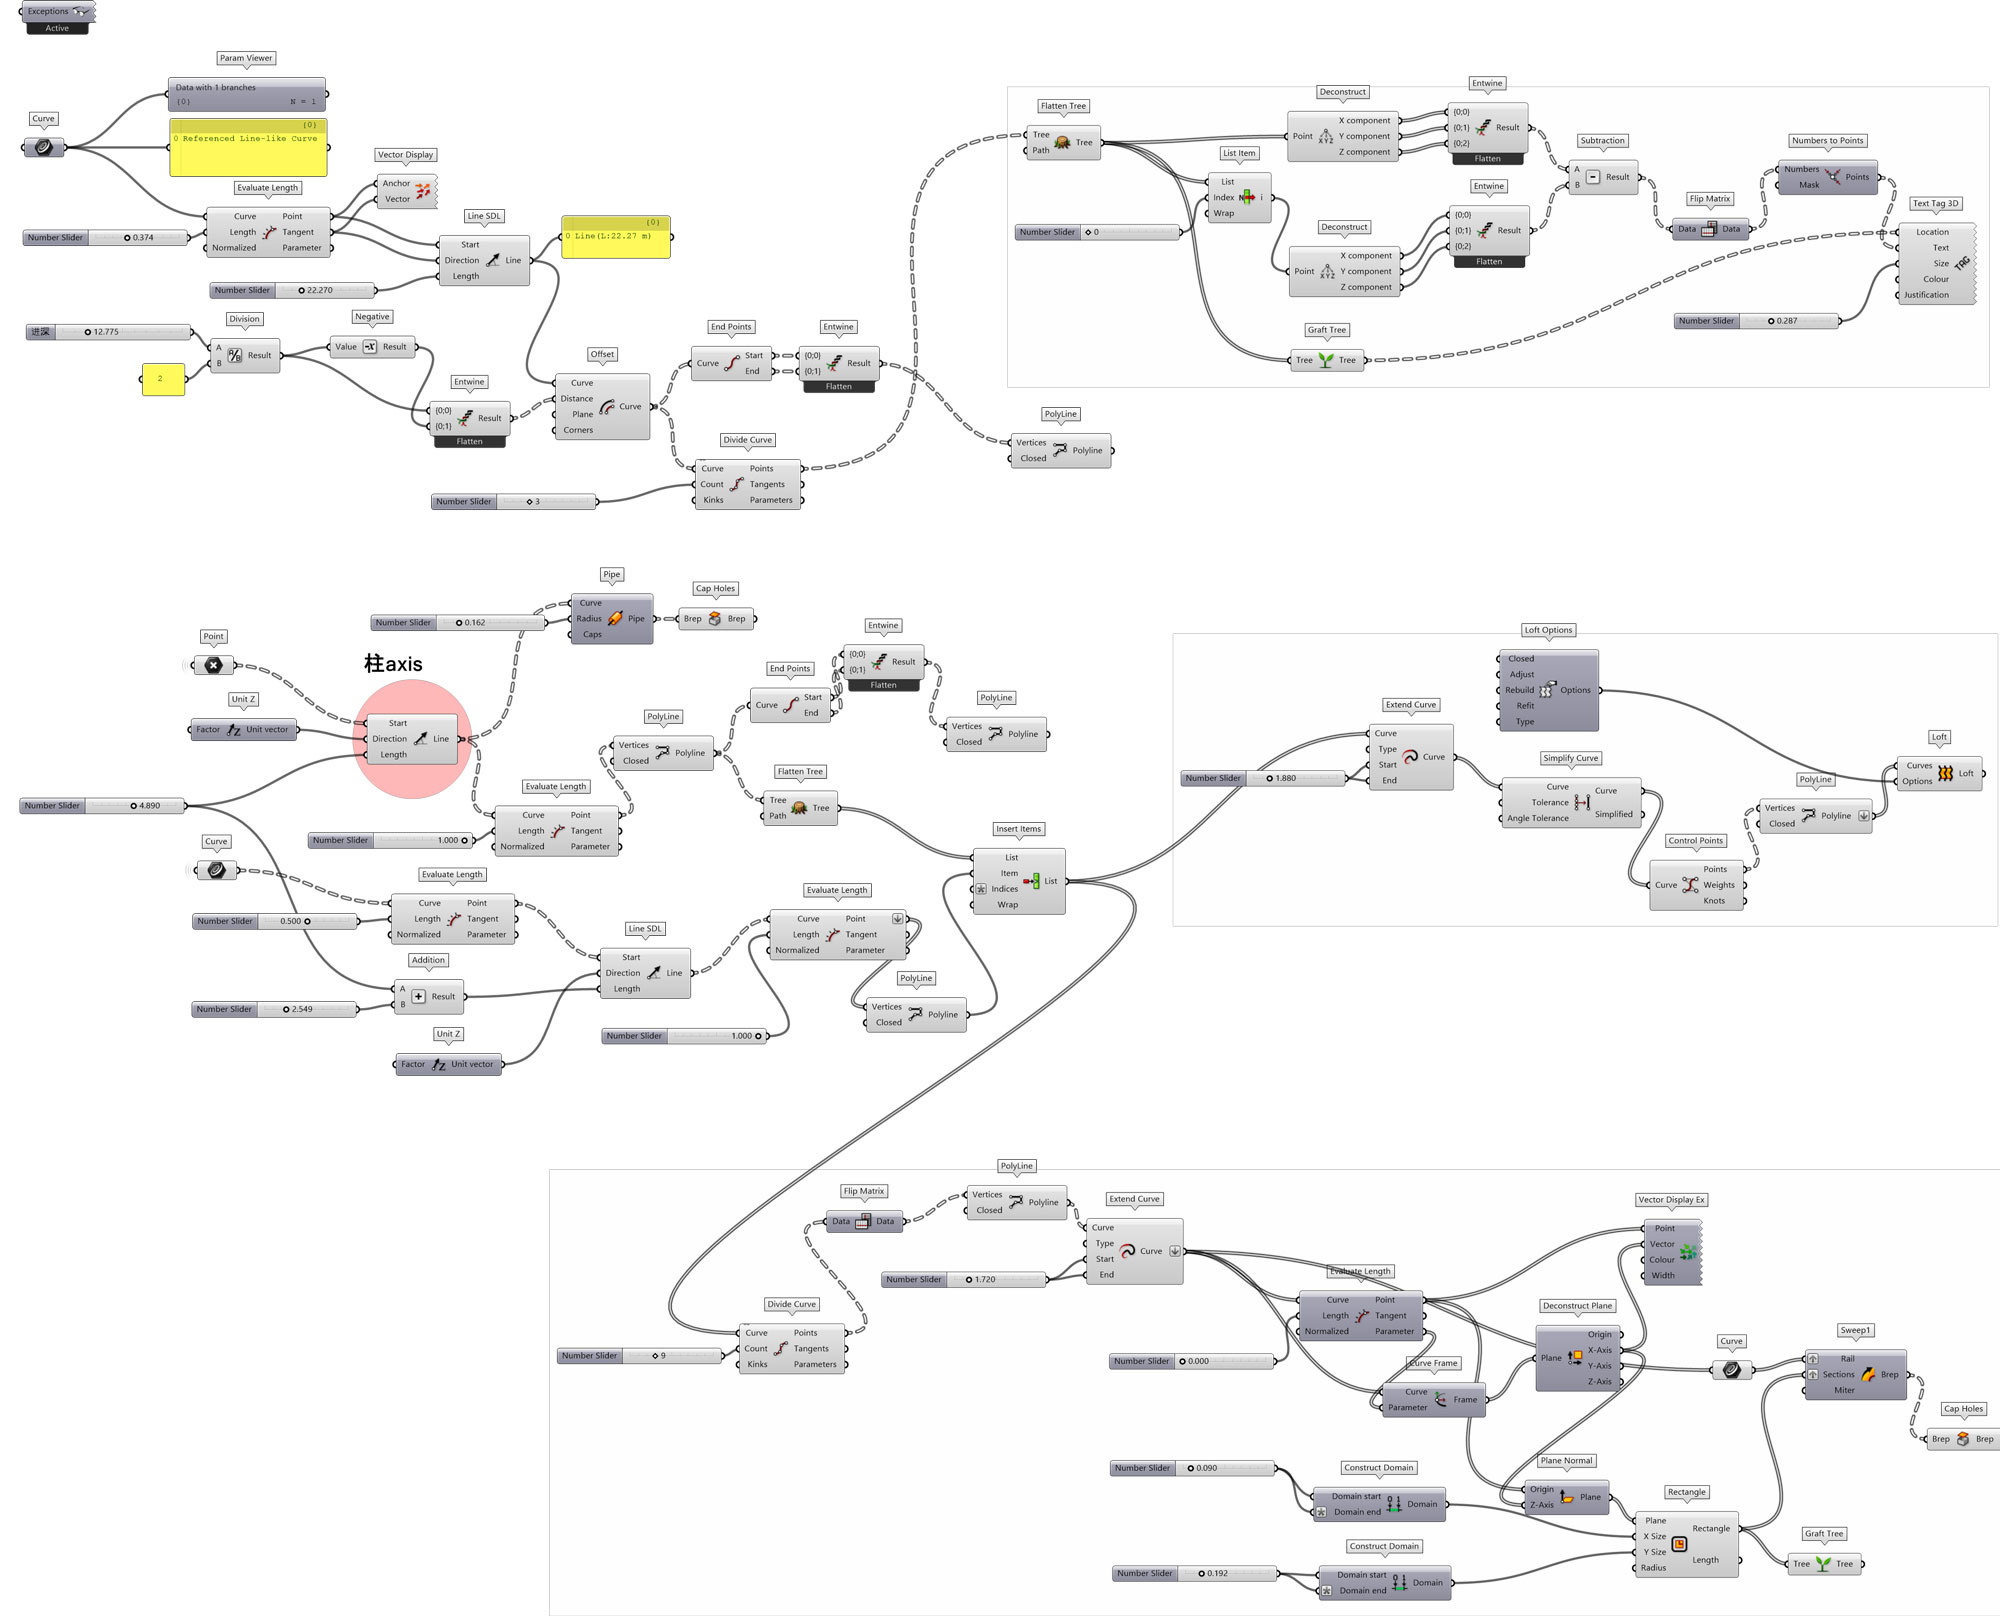 Exceptions
Active
Param Viewer
Data with 1 branches
{0} N = 1
Curve
{0}
0 Referenced Line-like Curve
Vector Display
Anchor
Vector
Evaluate Length
Curve Point
Length Tangent
Normalized Parameter
Number Slider 0.374
Line SDL
Start
Direction Line
Length
{0}
0 Line(L:22.27 m)
Number Slider 22.270
进深 12.775
Division
A
B
A/B Result
Negative
Value -x Result
2
Entwine
{0;0}
{0;1}
Result
Flatten
Offset
Curve
Distance
Plane
Corners
Curve
End Points
Curve Start
End
Entwine
{0;0}
{0;1}
Result
Flatten
Divide Curve
Curve Points
Count Tangents
Kinks Parameters
Number Slider 3
PolyLine
Vertices
Closed
Polyline
Flatten Tree
Tree
Path
Tree
List Item
List
Index N i
Wrap
Number Slider 0
Deconstruct
X component
Point XYZ Y component
Z component
Entwine
{0;0}
{0;1}
{0;2}
Result
Flatten
Deconstruct
X component
Point XYZ Y component
Z component
Entwine
{0;0}
{0;1}
{0;2}
Result
Flatten
Subtraction
A
B
- Result
Flip Matrix
Data Data
Numbers to Points
Numbers
Mask
Points
Text Tag 3D
Location
Text
Size
Colour
Justification
TAG
Number Slider 0.287
Graft Tree
Tree Tree
Pipe
Curve
Radius Pipe
Caps
Number Slider 0.162
Cap Holes
Brep Brep
Point
柱axis
Unit Z
Factor Z Unit vector
Start
Direction Line
Length
Number Slider 4.890
Evaluate Length
Curve Point
Length Tangent
Normalized Parameter
Number Slider 1.000
PolyLine
Vertices
Closed
Polyline
End Points
Curve Start
End
Entwine
{0;0}
{0;1}
Result
Flatten
PolyLine
Vertices
Closed
Polyline
Flatten Tree
Tree
Path
Tree
Insert Items
List
Item
Indices
Wrap
List
Curve
Evaluate Length
Curve Point
Length Tangent
Normalized Parameter
Number Slider 0.500
Addition
A
B
+ Result
Number Slider 2.549
Unit Z
Factor Z Unit vector
Line SDL
Start
Direction Line
Length
Evaluate Length
Curve Point
Length Tangent
Normalized Parameter
Number Slider 1.000
PolyLine
Vertices
Closed
Polyline
Loft Options
Closed
Adjust
Rebuild Options
Refit
Type
Extend Curve
Curve
Type
Start
End
Curve
Number Slider 1.880
Simplify Curve
Curve Curve
Tolerance
Angle Tolerance Simplified
Control Points
Points
Curve Weights
Knots
PolyLine
Vertices
Closed
Polyline
Loft
Curves
Options
Loft
Divide Curve
Curve Points
Count Tangents
Kinks Parameters
Number Slider 9
Flip Matrix
Data Data
PolyLine
Vertices
Closed
Polyline
Extend Curve
Curve
Type
Start
End
Curve
Number Slider 1.720
Evaluate Length
Curve Point
Length Tangent
Normalized Parameter
Number Slider 0.000
Curve Frame
Curve
Parameter
Frame
Vector Display Ex
Point
Vector
Colour
Width
Deconstruct Plane
Origin
Plane X-Axis
Y-Axis
Z-Axis
Curve
Sweep1
Rail
Sections Brep
Miter
Cap Holes
Brep Brep
Number Slider 0.090
Construct Domain
Domain start
Domain end
0 1
Domain
Plane Normal
Origin
Z-Axis
Plane
Rectangle
Plane Rectangle
X Size
Y Size Length
Radius
Graft Tree
Tree Tree
Construct Domain
Domain start
Domain end
0 1
Domain
Number Slider 0.192